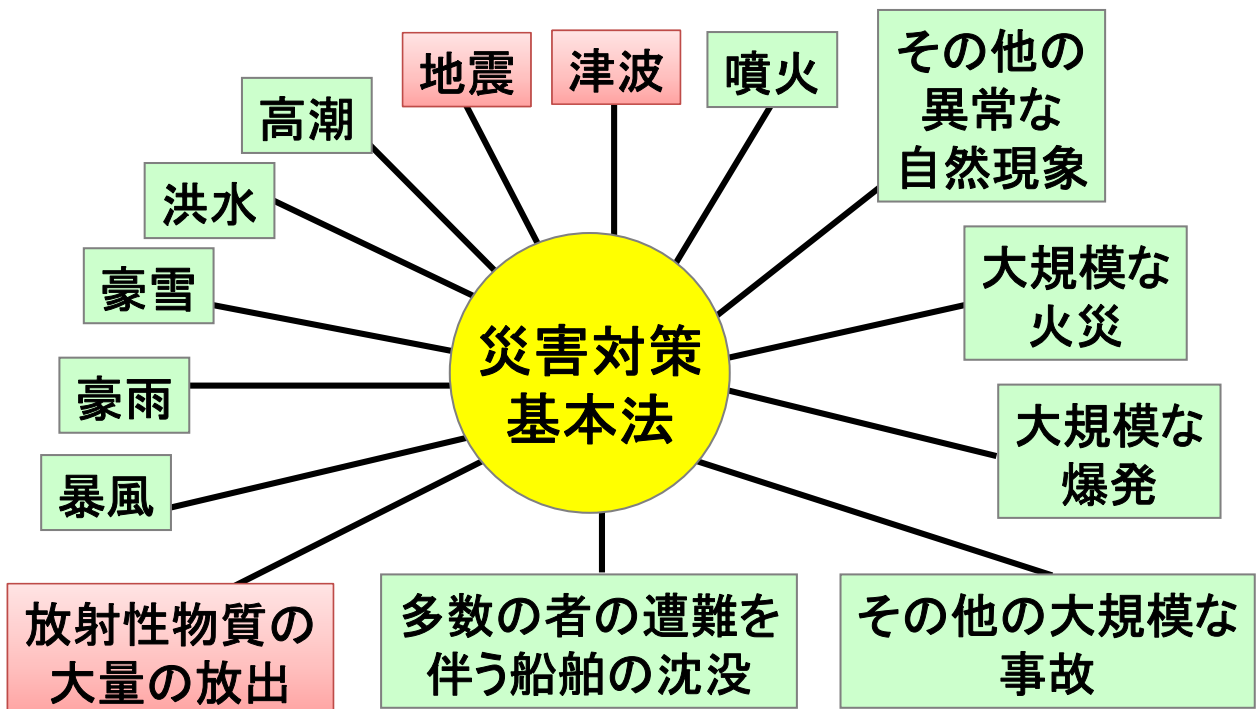 地震
津波
噴火
その他の
異常な
自然現象
高潮
洪水
豪雪
豪雨
暴風
大規模な
火災
大規模な
爆発
災害対策
基本法
放射性物質の
大量の放出
多数の者の遭難を
伴う船舶の沈没
その他の大規模な
事故